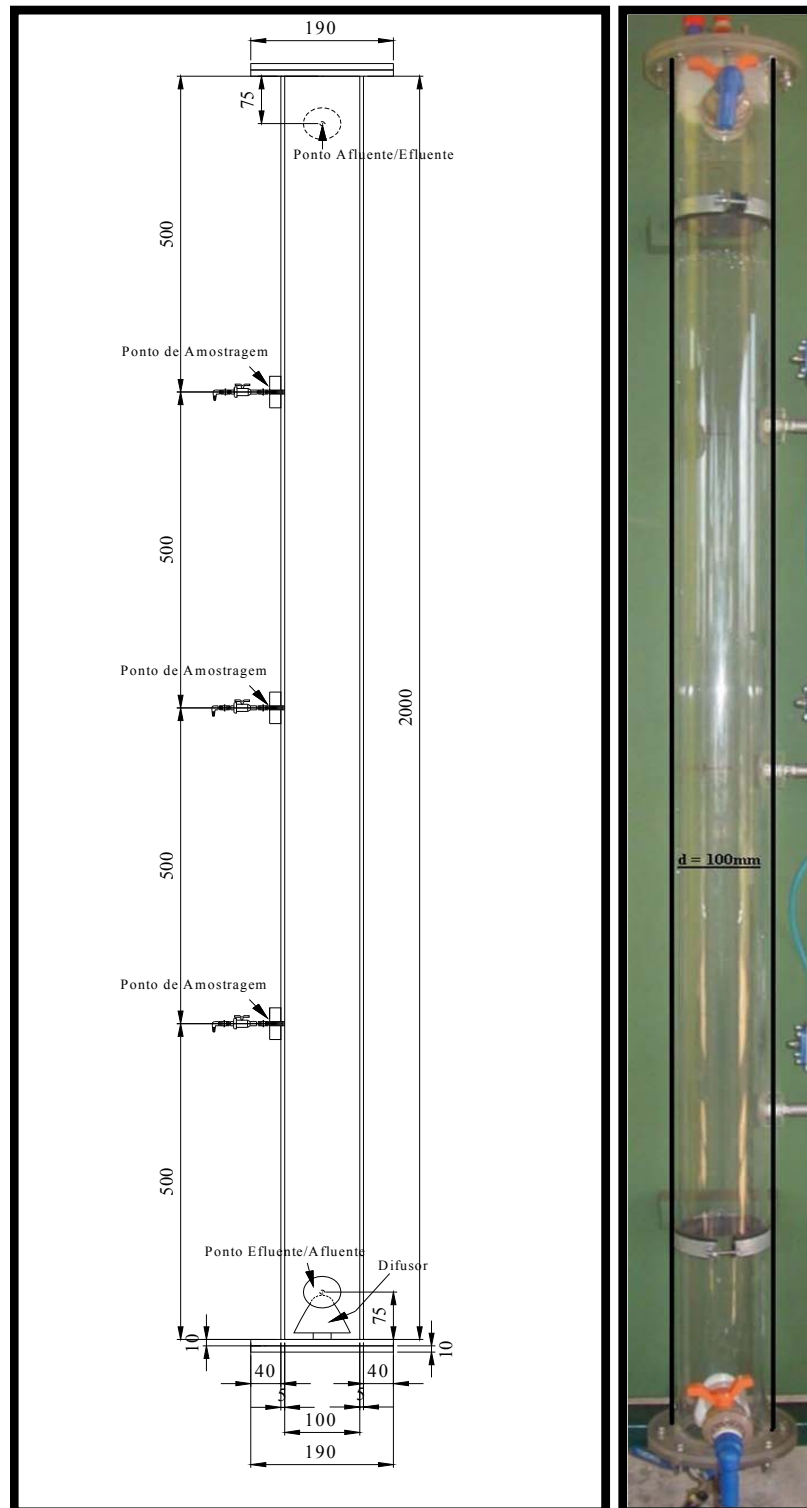 190
75
Ponto Afluente/Efluente
500
Ponto de Amostragem
500
Ponto de Amostragem
2000
d = 100mm
500
Ponto de Amostragem
500
Ponto Efluente/Afluente
Difusor
75
10
10
40
40
5
5
100
190